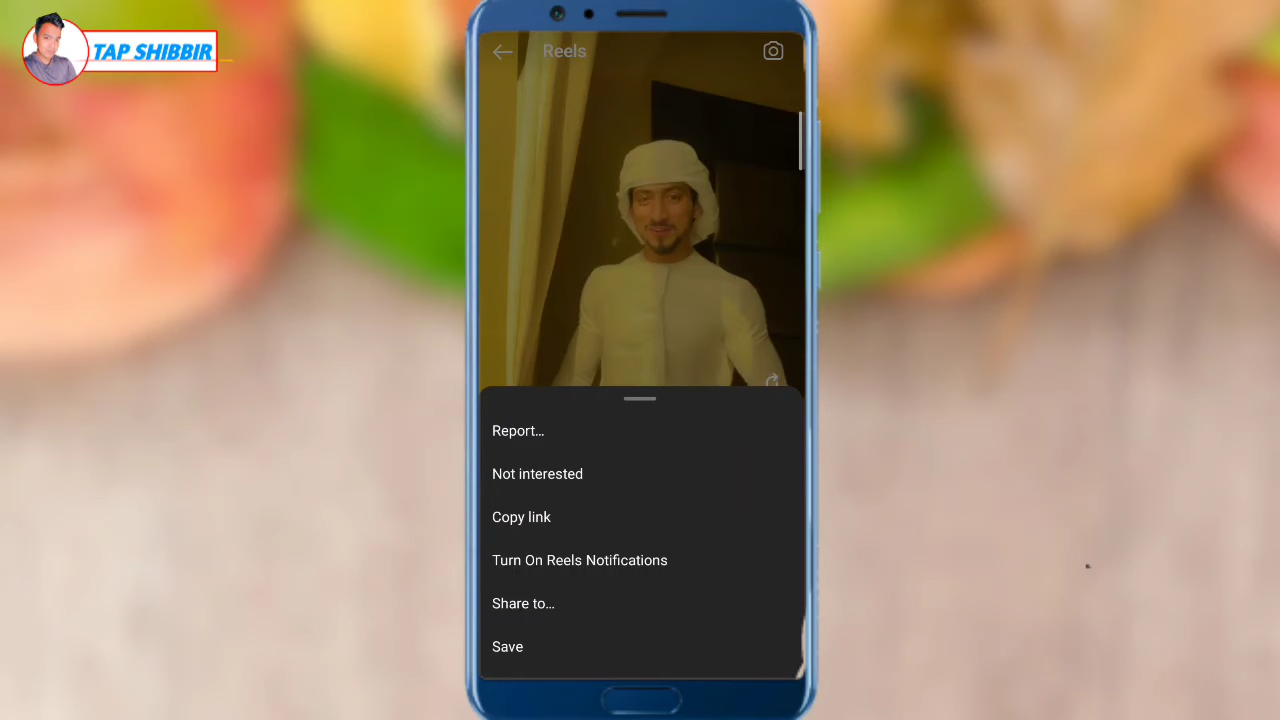 TAP SHIBBIR
Reels
Report…
Not interested
Copy link
Turn On Reels Notifications
Share to…
Save